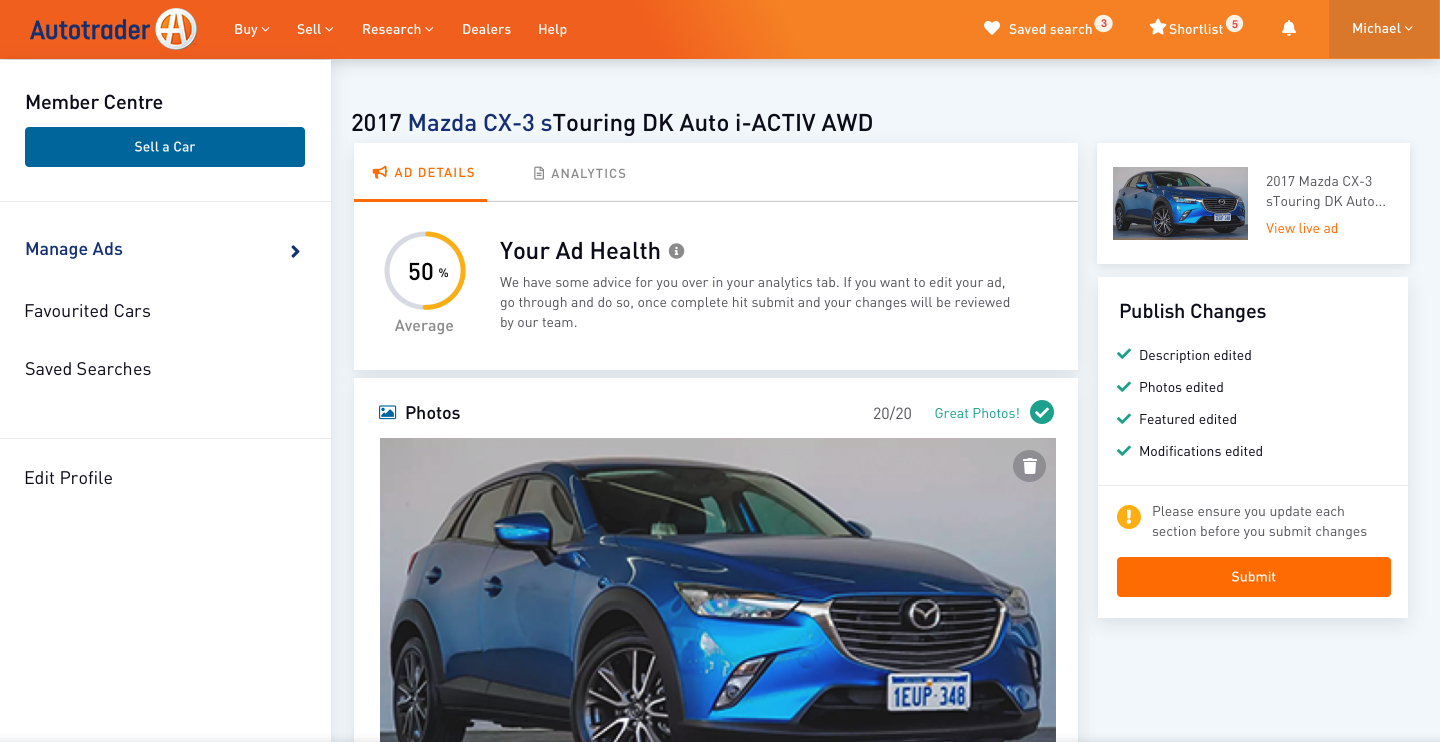 Autotrader
Buy
Sell
Research
Dealers
Help
Saved search
3
Shortlist
5
Michael
Member Centre
Sell a Car
Manage Ads
Favourited Cars
Saved Searches
Edit Profile
2017 Mazda CX-3 sTouring DK Auto i-ACTIV AWD
AD DETAILS
ANALYTICS
50 %
Average
Your Ad Health
We have some advice for you over in your analytics tab. If you want to edit your ad,
go through and do so, once complete hit submit and your changes will be reviewed
by our team.
Photos
20/20
Great Photos!
1EUP·348
2017 Mazda CX-3
sTouring DK Auto...
View live ad
Publish Changes
Description edited
Photos edited
Featured edited
Modifications edited
Please ensure you update each
section before you submit changes
Submit